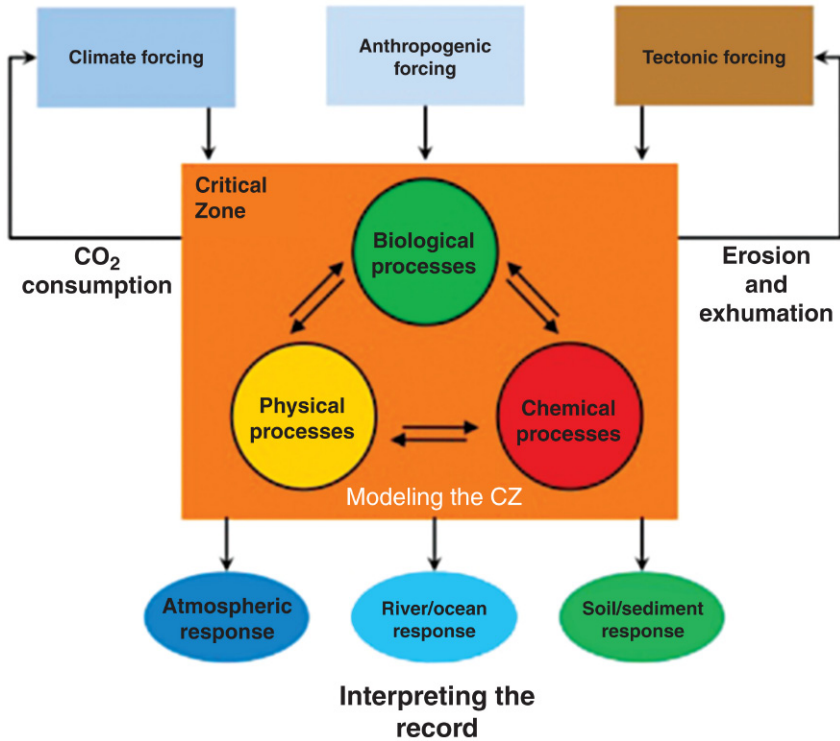 Climate forcing
Anthropogenic
forcing
Tectonic forcing
Critical
Zone
Biological
processes
CO₂
consumption
Erosion
and
exhumation
Physical
processes
Chemical
processes
Modeling the CZ
Atmospheric
response
River/ocean
response
Soil/sediment
response
Interpreting the
record